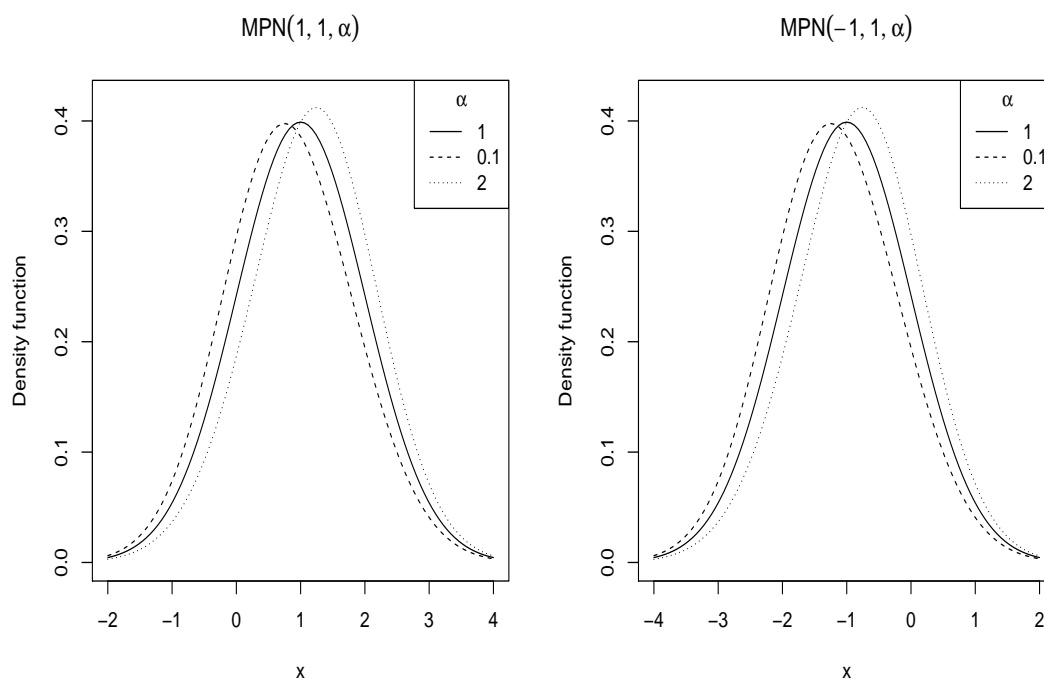 MPN(1, 1, α)
α
1
0.1
2
Density function
0.4
0.3
0.2
0.1
0.0
−2 −1 0 1 2 3 4
x
MPN(−1, 1, α)
α
1
0.1
2
Density function
0.4
0.3
0.2
0.1
0.0
−4 −3 −2 −1 0 1 2
x